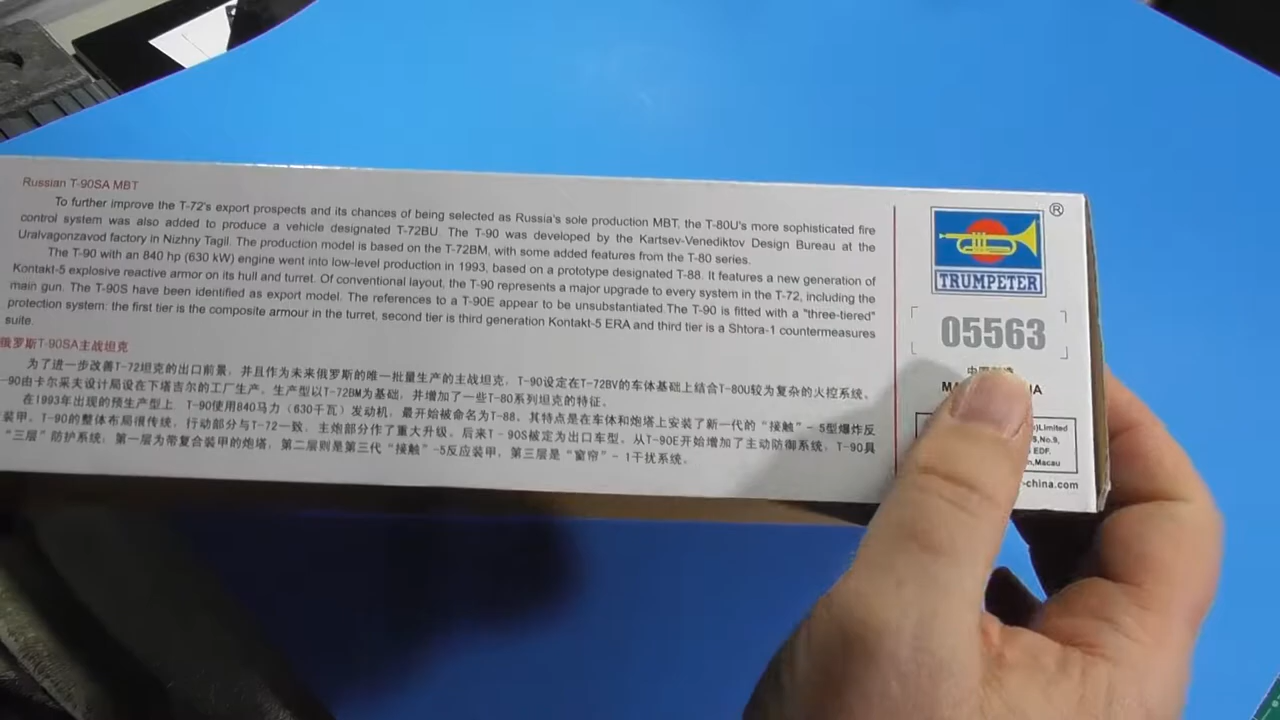 Russian T-90SA MBT
To further improve the T-72's export prospects and its chances of being selected as Russia's sole production MBT, the T-80U's more sophisticated fire
control system was also added to produce a vehicle designated T-72BU. The T-90 was developed by the Kartsev-Venediktov Design Bureau at the
Uralvagonzavod factory in Nizhny Tagil. The production model is based on the T-72BM, with some added features from the T-80 series.
The T-90 with an 840 hp (630 kW) engine went into low-level production in 1993, based on a prototype designated T-88. It features a new generation of
Kontakt-5 explosive reactive armor on its hull and turret. Of conventional layout, the T-90 represents a major upgrade to every system in the T-72, including the
main gun. The T-90S have been identified as export model. The references to a T-90E appear to be unsubstantiated.The T-90 is fitted with a "three-tiered"
protection system: the first tier is the composite armour in the turret, second tier is third generation Kontakt-5 ERA and third tier is a Shtora-1 countermeasures
suite.
俄罗斯T-90SA主战坦克
为了进一步改善T-72坦克的出口前景，并且作为未来俄罗斯的唯一批量生产的主战坦克，T-90设定在T-72BV的车体基础上结合T-80U较为复杂的火控系统。
-90由卡尔采夫设计局设在下塔吉尔的工厂生产。生产型以T-72BM为基础，并增加了一些T-80系列坦克的特征。
在1993年出现的预生产型上，T-90使用840马力（630千瓦）发动机，最开始被命名为T-88。其特点是在车体和炮塔上安装了新一代的“接触”-5型爆炸反
装甲。T-90的整体布局很传统，行动部分与T-72一致，主炮部分作了重大升级。后来T-90S被定为出口车型。从T-90E开始增加了主动防御系统，T-90具
“三层”防护系统：第一层为带复合装甲的炮塔，第二层则是第三代“接触”-5反应装甲，第三层是“窗帘”-1干扰系统。
®
TRUMPETER
05563
中国
)Limited
,No.9,
EDF.
,Macau
-china.com